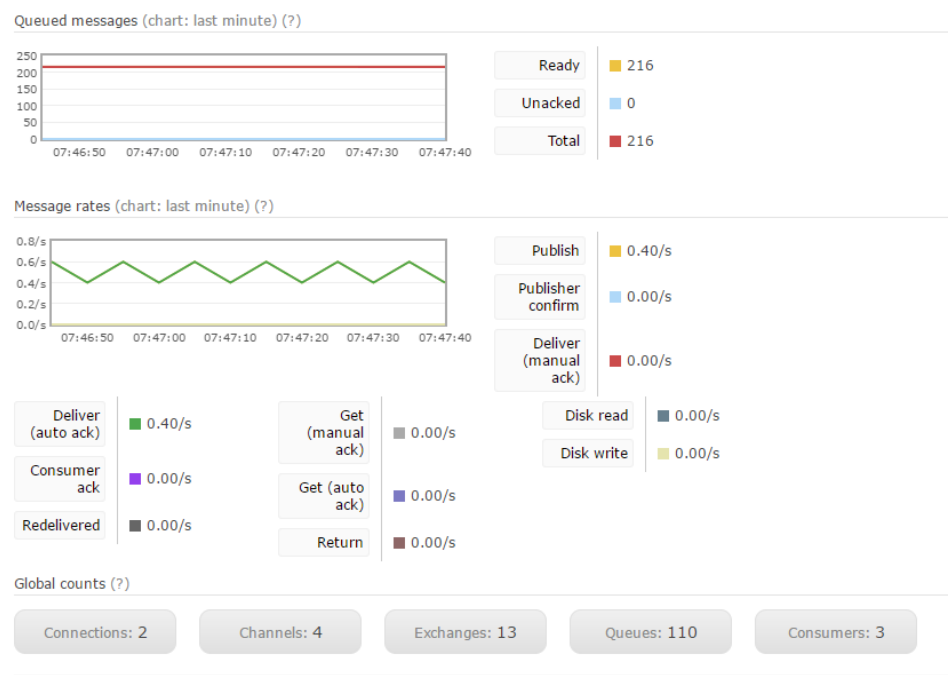 Queued messages (chart: last minute) (?)
250
200
150
100
50
0
07:46:50 07:47:00 07:47:10 07:47:20 07:47:30 07:47:40
Ready 216
Unacked 0
Total 216
Message rates (chart: last minute) (?)
0.8/s
0.6/s
0.4/s
0.2/s
0.0/s
07:46:50 07:47:00 07:47:10 07:47:20 07:47:30 07:47:40
Publish 0.40/s
Publisher
confirm 0.00/s
Deliver
(manual 0.00/s
ack)
Deliver
(auto ack) 0.40/s
Consumer
ack 0.00/s
Redelivered 0.00/s
Get
(manual 0.00/s
ack)
Get (auto
ack) 0.00/s
Return 0.00/s
Disk read 0.00/s
Disk write 0.00/s
Global counts (?)
Connections: 2 Channels: 4 Exchanges: 13 Queues: 110 Consumers: 3